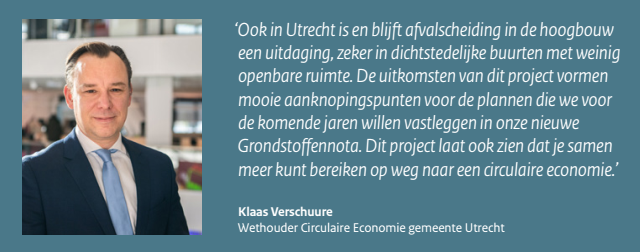 ‘Ook in Utrecht is en blijft afvalscheiding in de hoogbouw
een uitdaging, zeker in dichtstedelijke buurten met weinig
openbare ruimte. De uitkomsten van dit project vormen
mooie aanknopingspunten voor de plannen die we voor
de komende jaren willen vastleggen in onze nieuwe
Grondstoffennota. Dit project laat ook zien dat je samen
meer kunt bereiken op weg naar een circulaire economie.’
Klaas Verschuure
Wethouder Circulaire Economie gemeente Utrecht